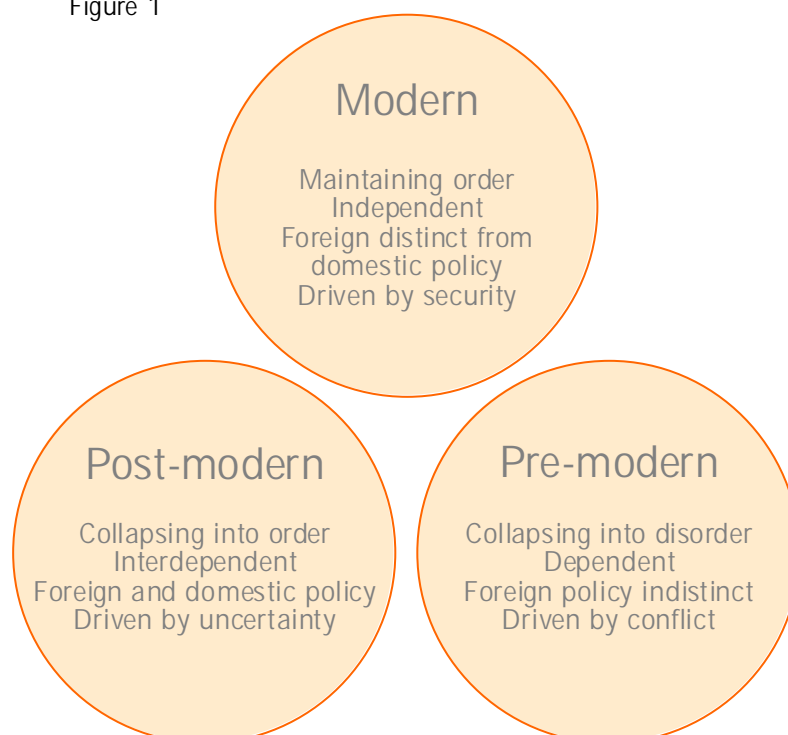 Figure 1
Modern
Maintaining order
Independent
Foreign distinct from
domestic policy
Driven by security
Post-modern
Collapsing into order
Interdependent
Foreign and domestic policy
Driven by uncertainty
Pre-modern
Collapsing into disorder
Dependent
Foreign policy indistinct
Driven by conflict